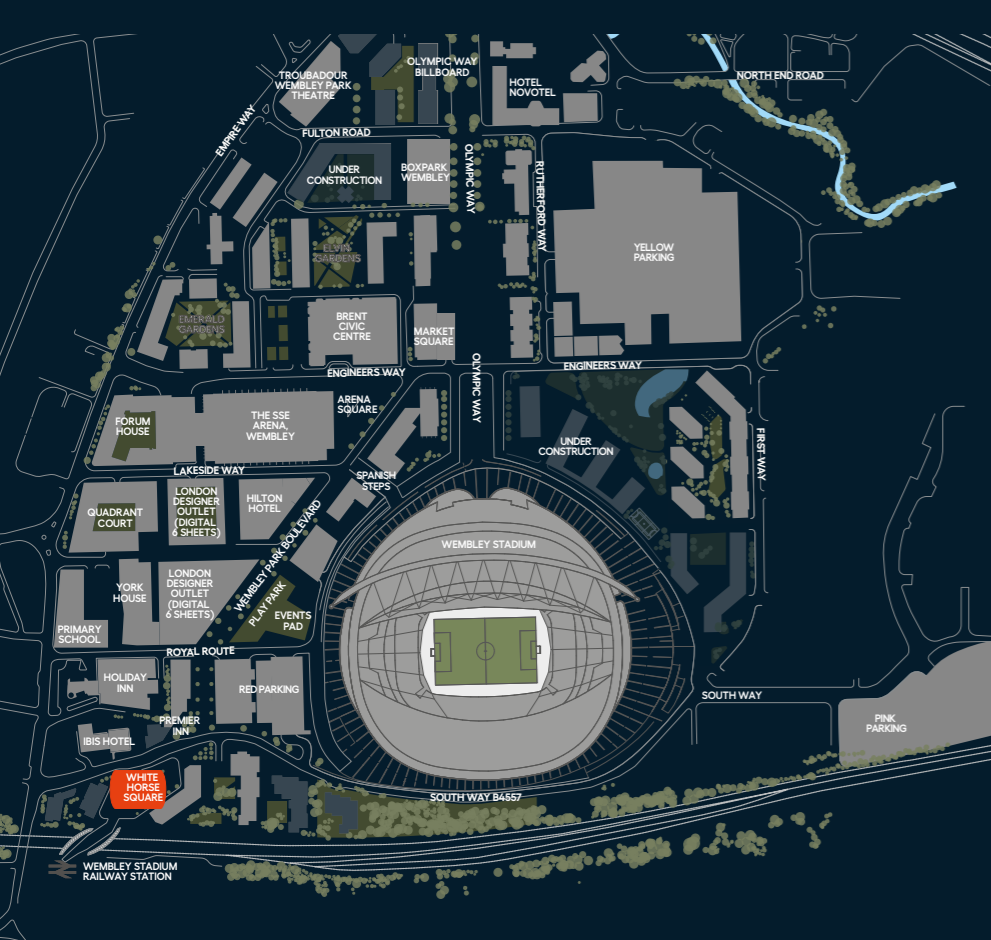 OLYMPIC WAY
BILLBOARD
TROUBADOUR
WEMBLEY PARK
THEATRE
HOTEL
NOVOTEL
NORTH END ROAD
EMPIRE WAY
FULTON ROAD
UNDER
CONSTRUCTION
BOXPARK
WEMBLEY
OLYMPIC WAY
RUTHERFORD WAY
ELVIN
GARDENS
YELLOW
PARKING
EMERALD
GARDENS
BRENT
CIVIC
CENTRE
MARKET
SQUARE
ENGINEERS WAY
ENGINEERS WAY
OLYMPIC WAY
ARENA
SQUARE
FORUM
HOUSE
THE SSE
ARENA,
WEMBLEY
UNDER
CONSTRUCTION
FIRST WAY
LAKESIDE WAY
SPANISH
STEPS
QUADRANT
COURT
LONDON
DESIGNER
OUTLET
(DIGITAL
6 SHEETS)
HILTON
HOTEL
WEMBLEY PARK BOULEVARD
WEMBLEY STADIUM
YORK
HOUSE
LONDON
DESIGNER
OUTLET
(DIGITAL
6 SHEETS)
PLAY PARK
EVENTS
PAD
PRIMARY
SCHOOL
ROYAL ROUTE
HOLIDAY
INN
RED PARKING
SOUTH WAY
PREMIER
INN
PINK
PARKING
IBIS HOTEL
WHITE
HORSE
SQUARE
SOUTH WAY B4557
WEMBLEY STADIUM
RAILWAY STATION